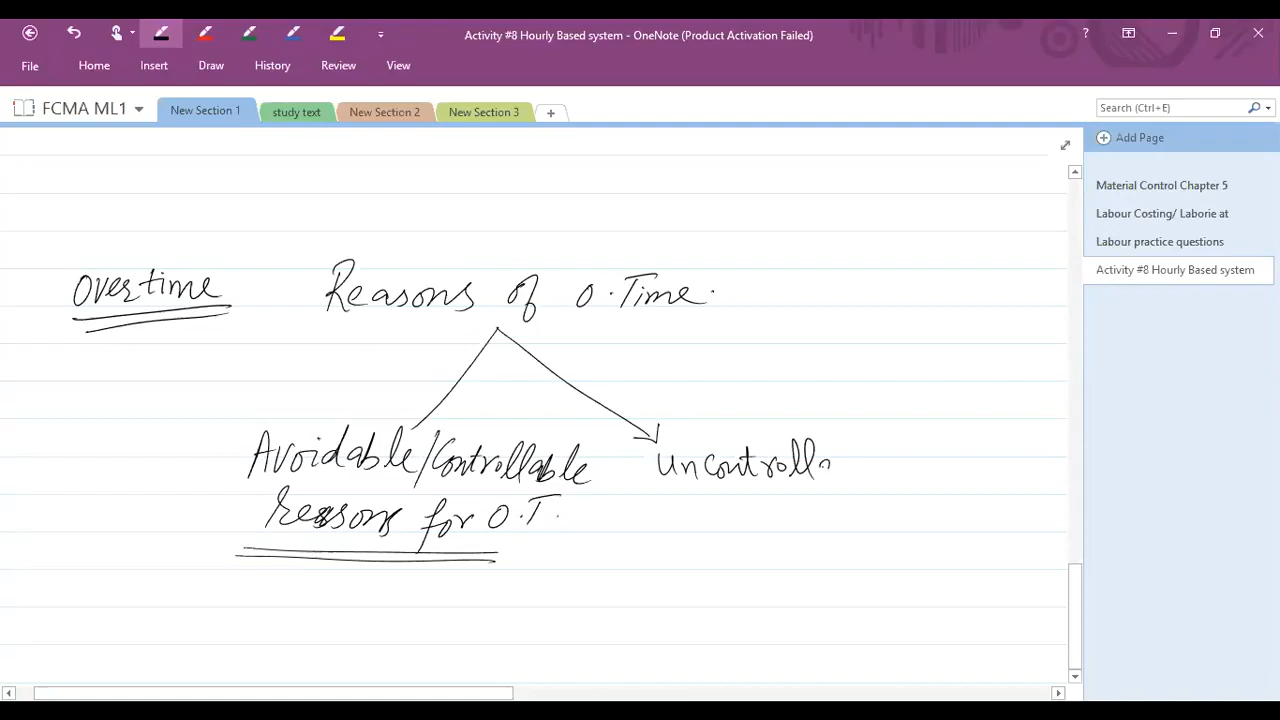 Activity #8 Hourly Based system - OneNote (Product Activation Failed)
?
File Home Insert Draw History Review View
FCMA ML1 New Section 1 study text New Section 2 New Section 3 +
Search (Ctrl+E)
Add Page
Material Control Chapter 5
Labour Costing/ Laborie at
Labour practice questions
Activity #8 Hourly Based system
Overtime Reasons of O.Time.
Avoidable/Controllable uncontroll
Reasons for O.T.